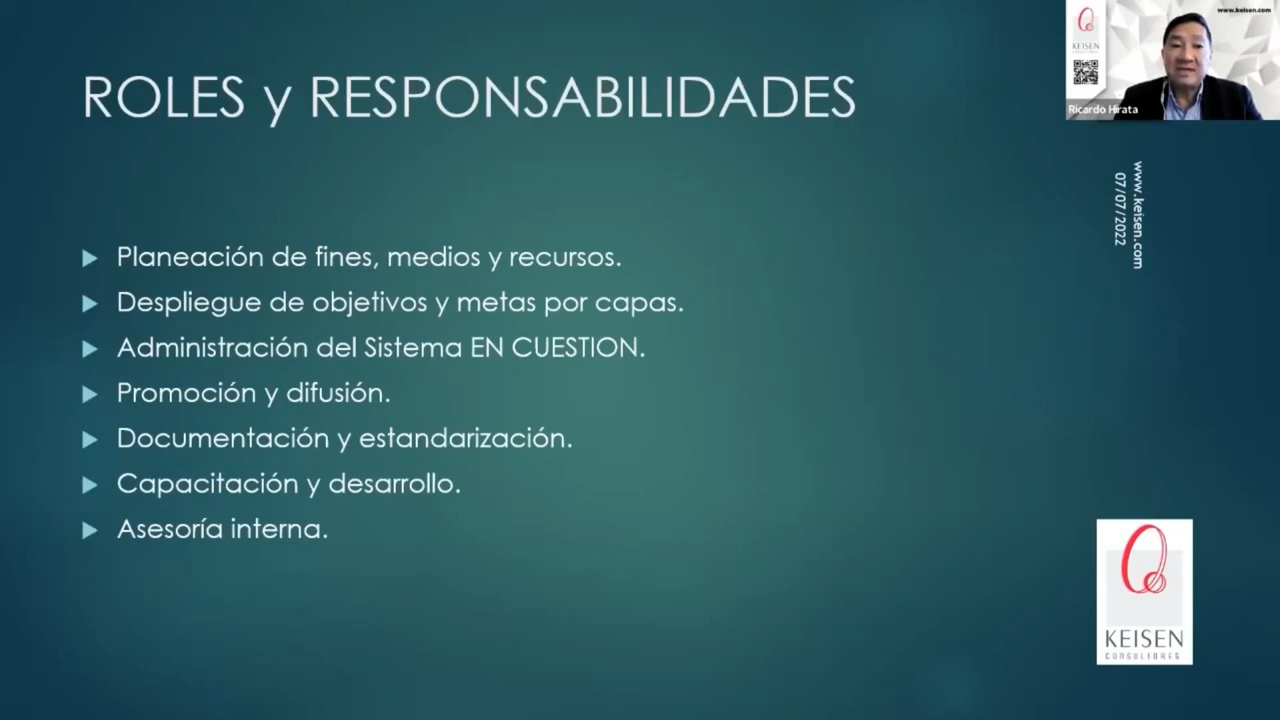 ROLES y RESPONSABILIDADES
Planeación de fines, medios y recursos.
Despliegue de objetivos y metas por capas.
Administración del Sistema EN CUESTION.
Promoción y difusión.
Documentación y estandarización.
Capacitación y desarrollo.
Asesoría interna.
www.keisen.com
KEISEN
Ricardo Hirata
www.keisen.com
07/07/2022
KEISEN
CONSULTORES